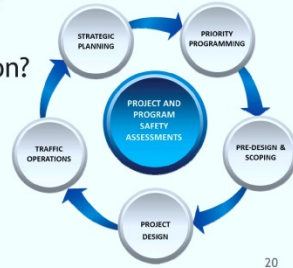 on?
STRATEGIC
PLANNING
PRIORITY
PROGRAMMING
PROJECT AND
PROGRAM
SAFETY
ASSESSMENTS
TRAFFIC
OPERATIONS
PRE-DESIGN &
SCOPING
PROJECT
DESIGN
20